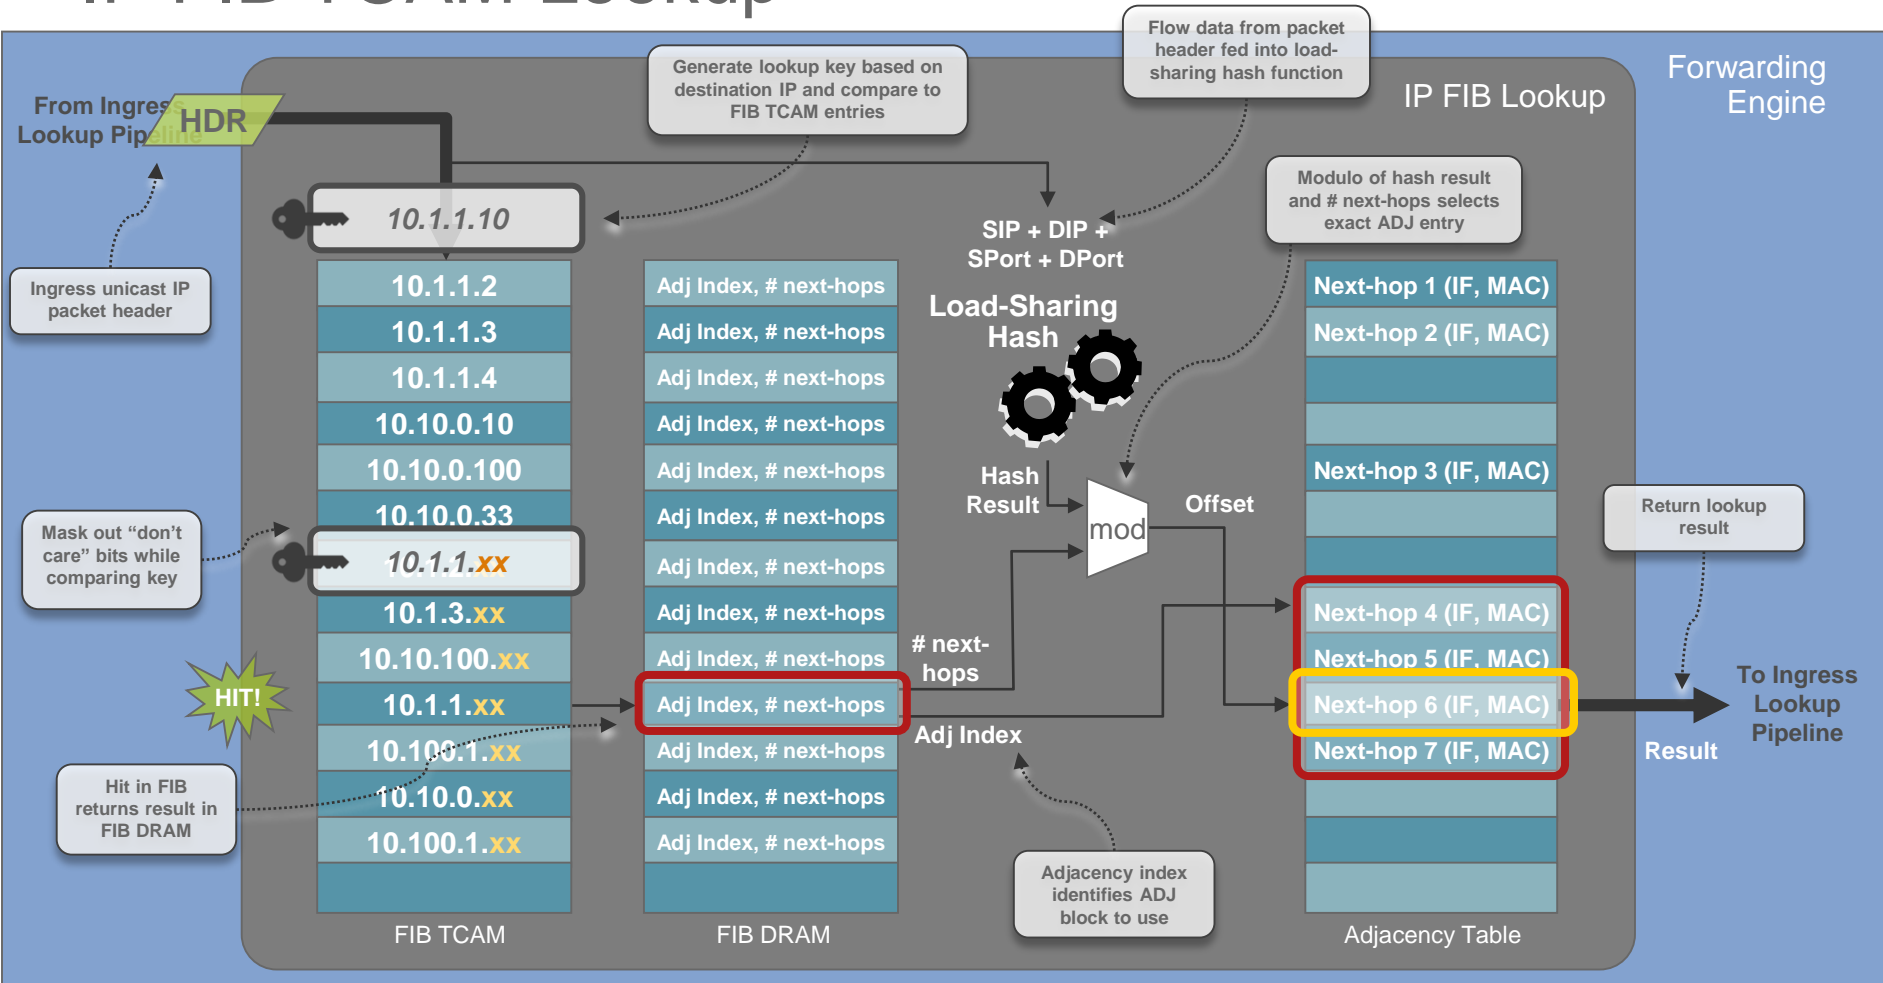 IP FIB TCAM Lookup
Forwarding
Engine
IP FIB Lookup
From Ingress
Lookup Pipeline
HDR
Generate lookup key based on
destination IP and compare to
FIB TCAM entries
Flow data from packet
header fed into load-
sharing hash function
Modulo of hash result
and # next-hops selects
exact ADJ entry
10.1.1.10
SIP + DIP +
SPort + DPort
Ingress unicast IP
packet header
Load-Sharing
Hash
10.1.1.2
10.1.1.3
10.1.1.4
10.10.0.10
10.10.0.100
10.10.0.33
10.1.1.xx
10.1.3.xx
10.10.100.xx
10.1.1.xx
10.100.1.xx
10.10.0.xx
10.100.1.xx
FIB TCAM
Adj Index, # next-hops
Adj Index, # next-hops
Adj Index, # next-hops
Adj Index, # next-hops
Adj Index, # next-hops
Adj Index, # next-hops
Adj Index, # next-hops
Adj Index, # next-hops
Adj Index, # next-hops
Adj Index, # next-hops
Adj Index, # next-hops
Adj Index, # next-hops
Adj Index, # next-hops
FIB DRAM
Hash
Result
mod
Offset
# next-
hops
Adj Index
Next-hop 1 (IF, MAC)
Next-hop 2 (IF, MAC)
Next-hop 3 (IF, MAC)
Next-hop 4 (IF, MAC)
Next-hop 5 (IF, MAC)
Next-hop 6 (IF, MAC)
Next-hop 7 (IF, MAC)
Adjacency Table
Mask out “don't
care” bits while
comparing key
HIT!
Hit in FIB
returns result in
FIB DRAM
Adjacency index
identifies ADJ
block to use
Return lookup
result
Result
To Ingress
Lookup
Pipeline